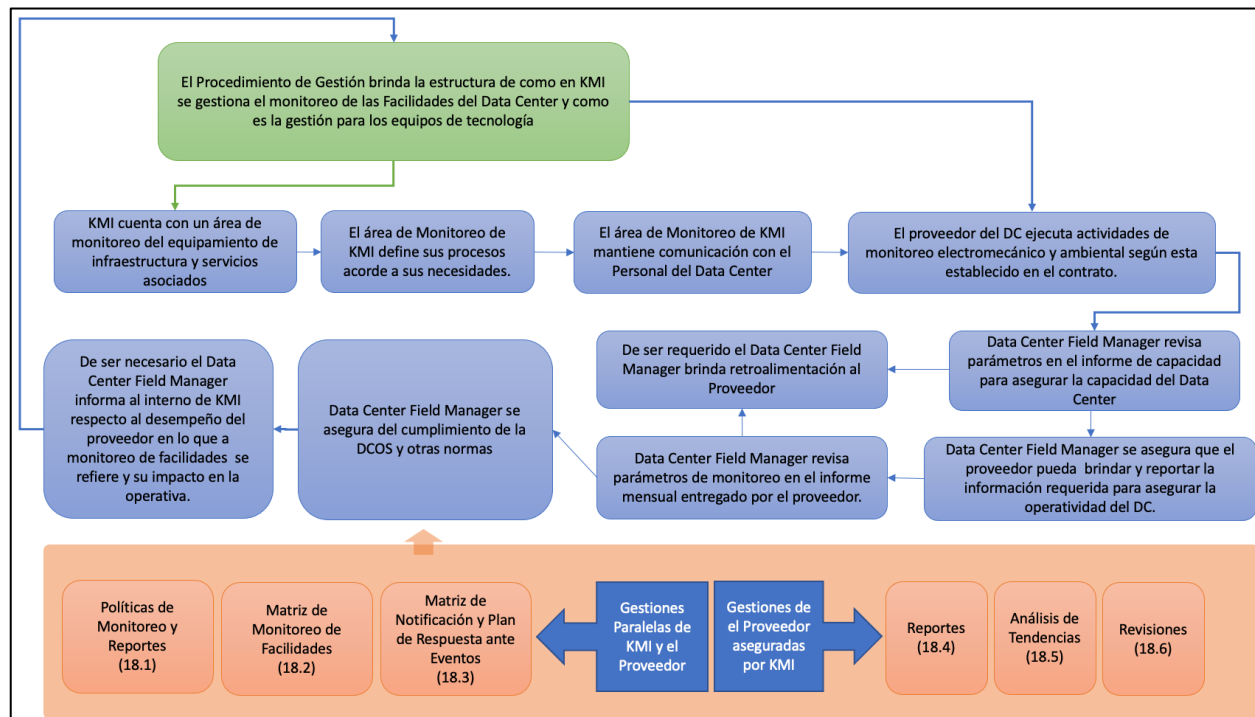 El Procedimiento de Gestión brinda la estructura de como en KMI
se gestiona el monitoreo de las Facilidades del Data Center y como
es la gestión para los equipos de tecnología
KMI cuenta con un área de
monitoreo del equipamiento de
infraestructura y servicios
asociados
El área de Monitoreo de
KMI define sus procesos
acorde a sus necesidades.
El área de Monitoreo de KMI
mantiene comunicación con el
Personal del Data Center
El proveedor del DC ejecuta actividades de
monitoreo electromecánico y ambiental según esta
establecido en el contrato.
De ser necesario el Data
Center Field Manager
informa al interno de KMI
respecto al desempeño del
proveedor en lo que a
monitoreo de facilidades se
refiere y su impacto en la
operativa.
Data Center Field Manager se
asegura del cumplimiento de la
DCOS y otras normas
De ser requerido el Data Center Field
Manager brinda retroalimentación al
Proveedor
Data Center Field Manager revisa
parámetros en el informe de capacidad
para asegurar la capacidad del Data
Center
Data Center Field Manager revisa
parámetros de monitoreo en el informe
mensual entregado por el proveedor.
Data Center Field Manager se asegura que el
proveedor pueda brindar y reportar la
información requerida para asegurar la
operatividad del DC.
Políticas de
Monitoreo y
Reportes
(18.1)
Matriz de
Monitoreo de
Facilidades
(18.2)
Matriz de
Notificación y Plan
de Respuesta ante
Eventos
(18.3)
Gestiones
Paralelas de
KMI y el
Proveedor
Gestiones de
el Proveedor
aseguradas
por KMI
Reportes
(18.4)
Análisis de
Tendencias
(18.5)
Revisiones
(18.6)